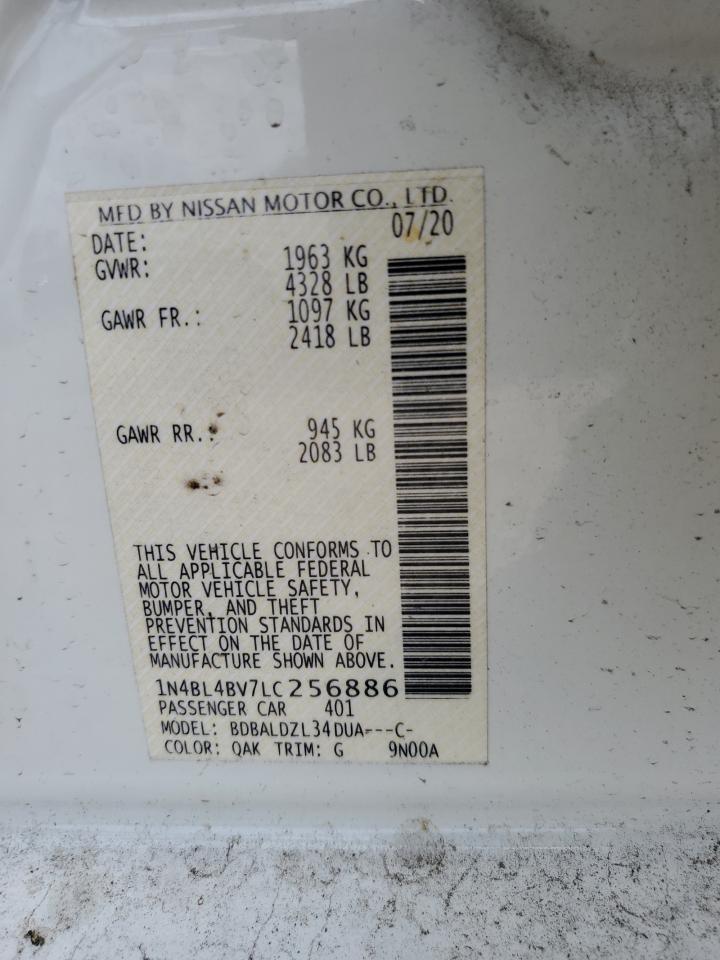 MFD BY NISSAN MOTOR CO., LTD.
DATE: 07/20
GVWR: 1963 KG
4328 LB
GAWR FR.: 1097 KG
2418 LB
GAWR RR.: 945 KG
2083 LB
THIS VEHICLE CONFORMS TO
ALL APPLICABLE FEDERAL
MOTOR VEHICLE SAFETY,
BUMPER, AND THEFT
PREVENTION STANDARDS IN
EFFECT ON THE DATE OF
MANUFACTURE SHOWN ABOVE.
1N4BL4BV7LC256886
PASSENGER CAR 401
MODEL: BDBALDZL34DUA---C-
COLOR: QAK TRIM: G 9N00A